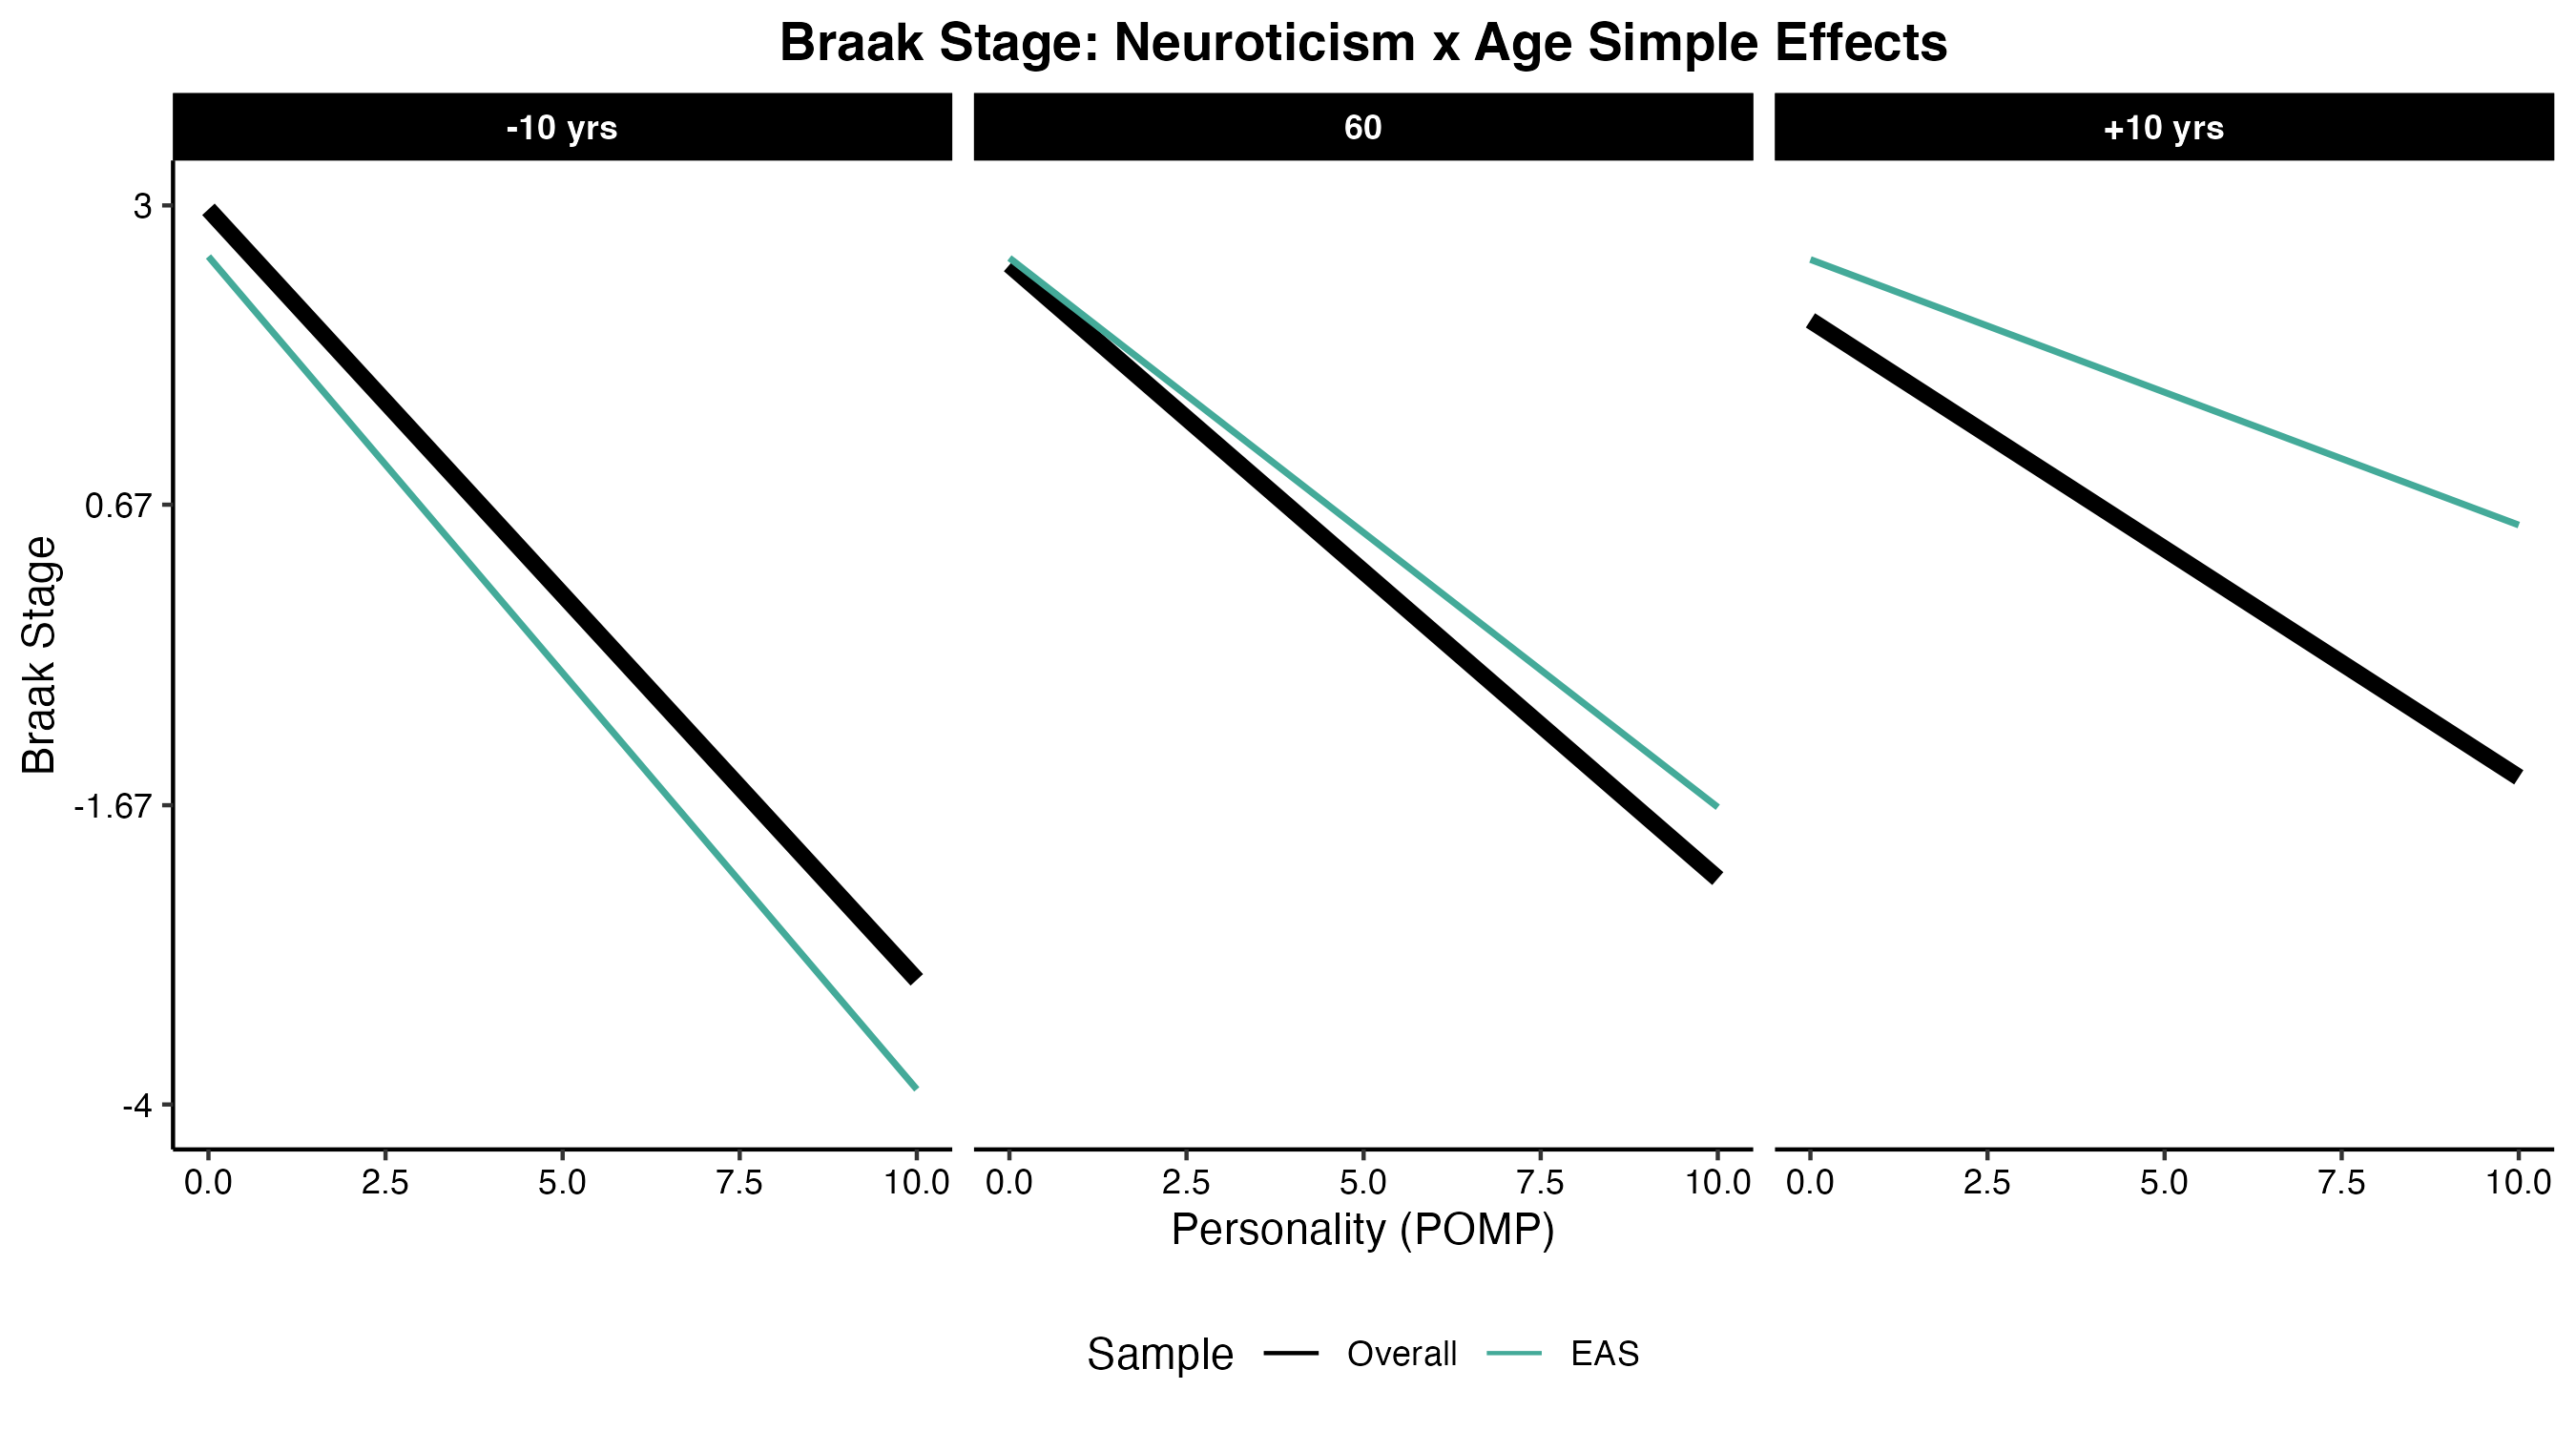 Braak Stage: Neuroticism x Age Simple Effects
-10 yrs 60 +10 yrs
3
0.67
-1.67
-4
Braak Stage
0.0 2.5 5.0 7.5 10.0 0.0 2.5 5.0 7.5 10.0 0.0 2.5 5.0 7.5 10.0
Personality (POMP)
Sample Overall EAS